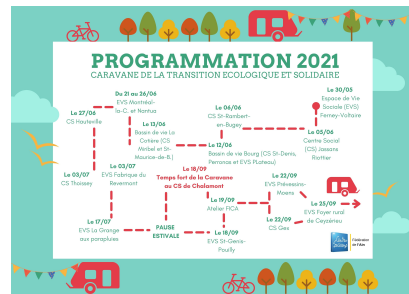 PROGRAMMATION 2021
CARAVANE DE LA TRANSITION ECOLOGIQUE ET SOLIDAIRE
Le 30/05
Espace de Vie
Sociale (EVS)
Ferney-Voltaire
Le 05/06
Centre Social
(CS) Jassans
Riottier
Le 06/06
CS St-Rambert-
en-Bugey
Du 21 au 26/06
EVS Montréal-
la-C. et Nantua
Le 27/06
CS Hauteville
Le 13/06
Bassin de vie La
Cotière (CS
Miribel et St-
Maurice-de-B.)
Le 12/06
Bassin de vie Bourg (CS St-Denis,
Peronnas et EVS Plateau)
Le 03/07
CS Thoissey
Le 03/07
EVS Fabrique du
Revermont
Le 18/09
Temps fort de la Caravane
au CS de Chalamont
Le 22/09
EVS Prévessins-
Moens
Le 19/09
Atelier FICA
Le 25/09
EVS Foyer rural
de Ceyzérieu
Le 17/07
EVS La Grange
aux parapluies
PAUSE
ESTIVALE
Le 18/09
EVS St-Genis-
Pouilly
Le 22/09
CS Gex